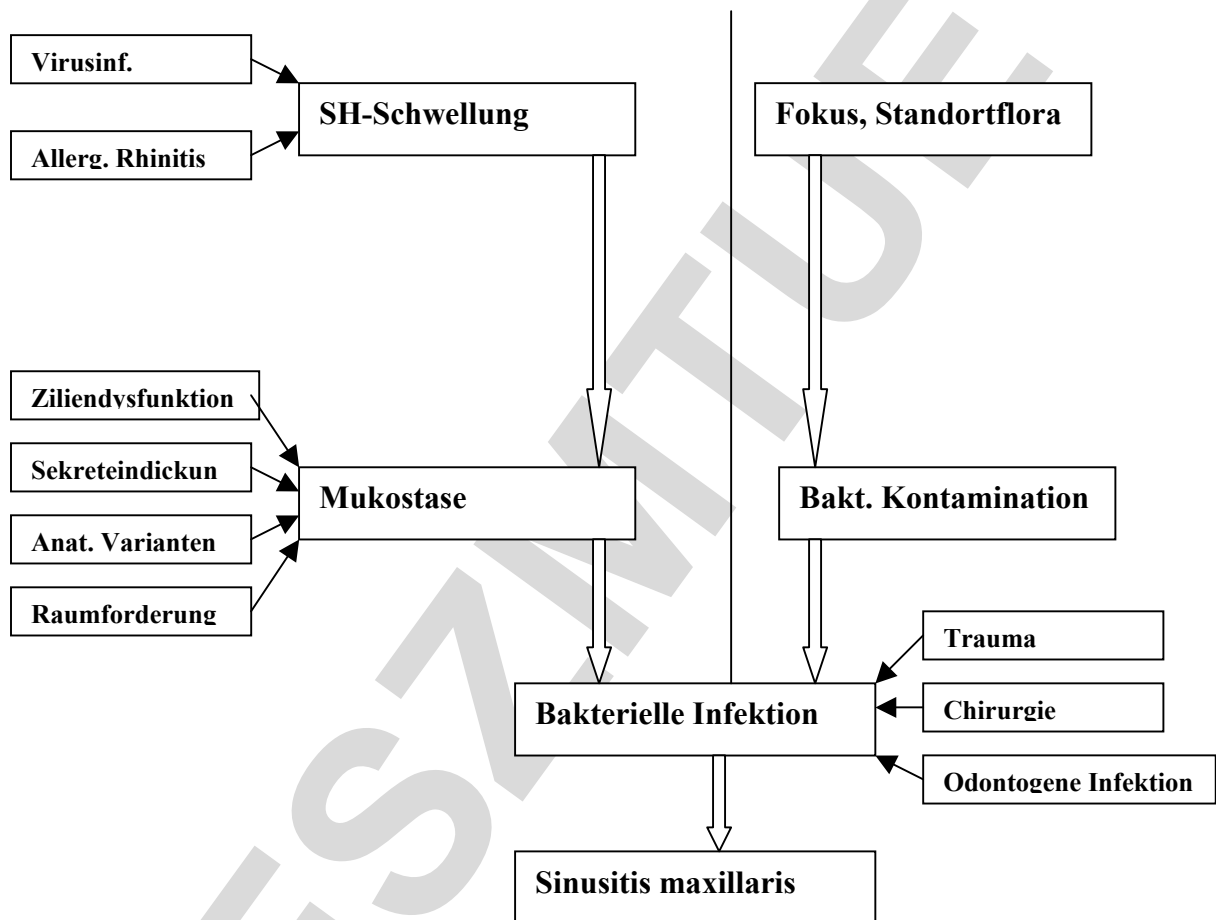 Virusinf.
SH-Schwellung
Fokus, Standortflora
Allerg. Rhinitis
Ziliendysfunktion
Sekreteindickun
Mukostase
Bakt. Kontamination
Anat. Varianten
Raumforderung
Trauma
Bakterielle Infektion
Chirurgie
Odontogene Infektion
Sinusitis maxillaris
ESZMTUE